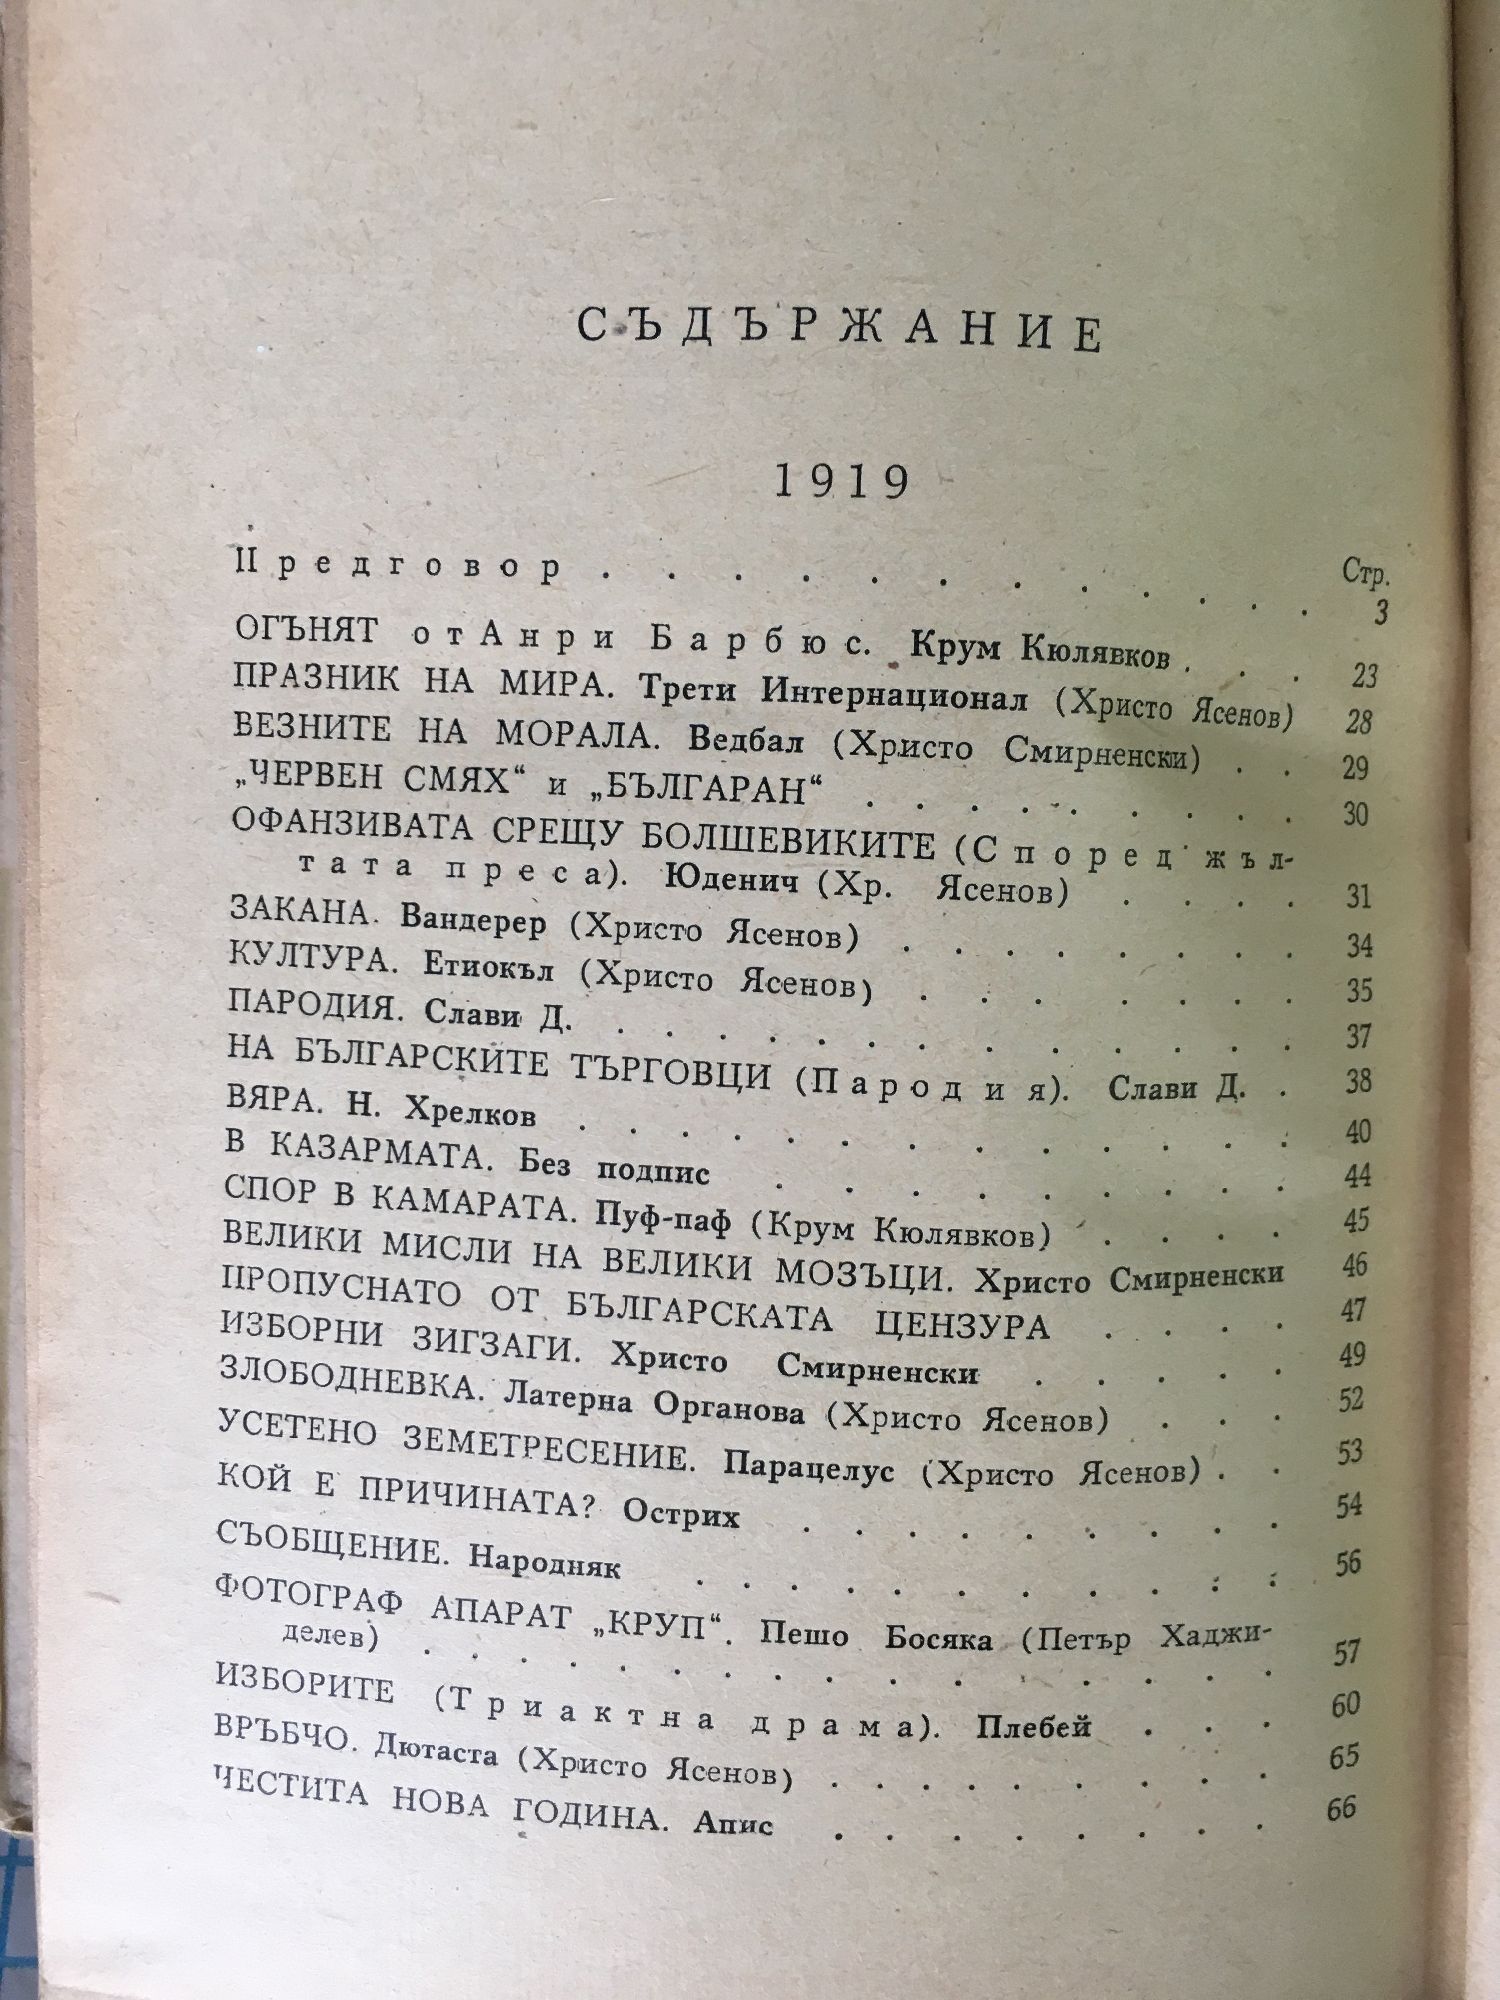 СЪДЪРЖАНИЕ
1919
Стр.
Предговор . . . . . . . . . . . 3
ОГЪНЯТ от Анри Барбюс. Крум Кюлявков . . . 23
ПРАЗНИК НА МИРА. Трети Интернационал (Христо Ясенов) 28
ВЕЗНИТЕ НА МОРАЛА. Ведбал (Христо Смирненски) . . 29
„ЧЕРВЕН СМЯХ“ и „БЪЛГАРАН“ . . . . . . . . 30
ОФАНЗИВАТА СРЕЩУ БОЛШЕВИКИТЕ (Според жъл-
тата преса). Юденич (Хр. Ясенов) . . . . 31
ЗАКАНА. Вандерер (Христо Ясенов) . . . . . . . 34
КУЛТУРА. Етиокъл (Христо Ясенов) . . . . . . . 35
ПАРОДИЯ. Слави Д. . . . . . . . . . . . . 37
НА БЪЛГАРСКИТЕ ТЪРГОВЦИ (Пародия). Слави Д. . 38
ВЯРА. Н. Хрелков . . . . . . . . . . . . 40
В КАЗАРМАТА. Без подпис . . . . . . . . 44
СПОР В КАМАРАТА. Пуф-паф (Крум Кюлявков) . . . . 45
ВЕЛИКИ МИСЛИ НА ВЕЛИКИ МОЗЪЦИ. Христо Смирненски 46
ПРОПУСНАТО ОТ БЪЛГАРСКАТА ЦЕНЗУРА . . . . 47
ИЗБОРНИ ЗИГЗАГИ. Христо Смирненски . . . . . 49
ЗЛОБОДНЕВКА. Латерна Органова (Христо Ясенов) . . . 52
УСЕТЕНО ЗЕМЕТРЕСЕНИЕ. Парацелус (Христо Ясенов) . . 53
КОЙ Е ПРИЧИНАТА? Острих . . . . . . . . . 54
СЪОБЩЕНИЕ. Народняк . . . . . . . . . . . 56
ФОТОГРАФ АПАРАТ „КРУП“. Пешо Босяка (Петър Хаджи-
делев) . . . . . . . . . . . . . . 57
ИЗБОРИТЕ (Триактна драма). Плебей . . . 60
ВРЪБЧО. Дютаста (Христо Ясенов) . . . . . . . . 65
ЧЕСТИТА НОВА ГОДИНА. Апис . . . . . . . . 66